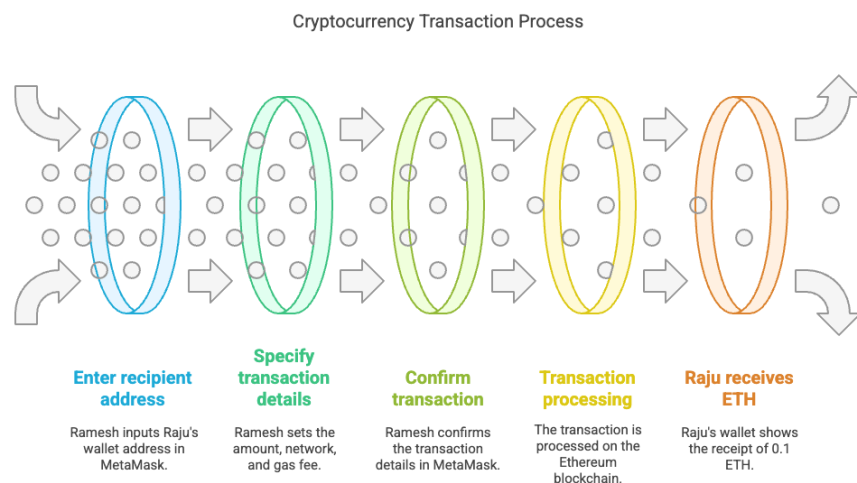 Cryptocurrency Transaction Process
Enter recipient
address
Ramesh inputs Raju's
wallet address in
MetaMask.
Specify
transaction
details
Ramesh sets the
amount, network,
and gas fee.
Confirm
transaction
Ramesh confirms
the transaction
details in MetaMask.
Transaction
processing
The transaction is
processed on the
Ethereum
blockchain.
Raju receives
ETH
Raju's wallet shows
the receipt of 0.1
ETH.